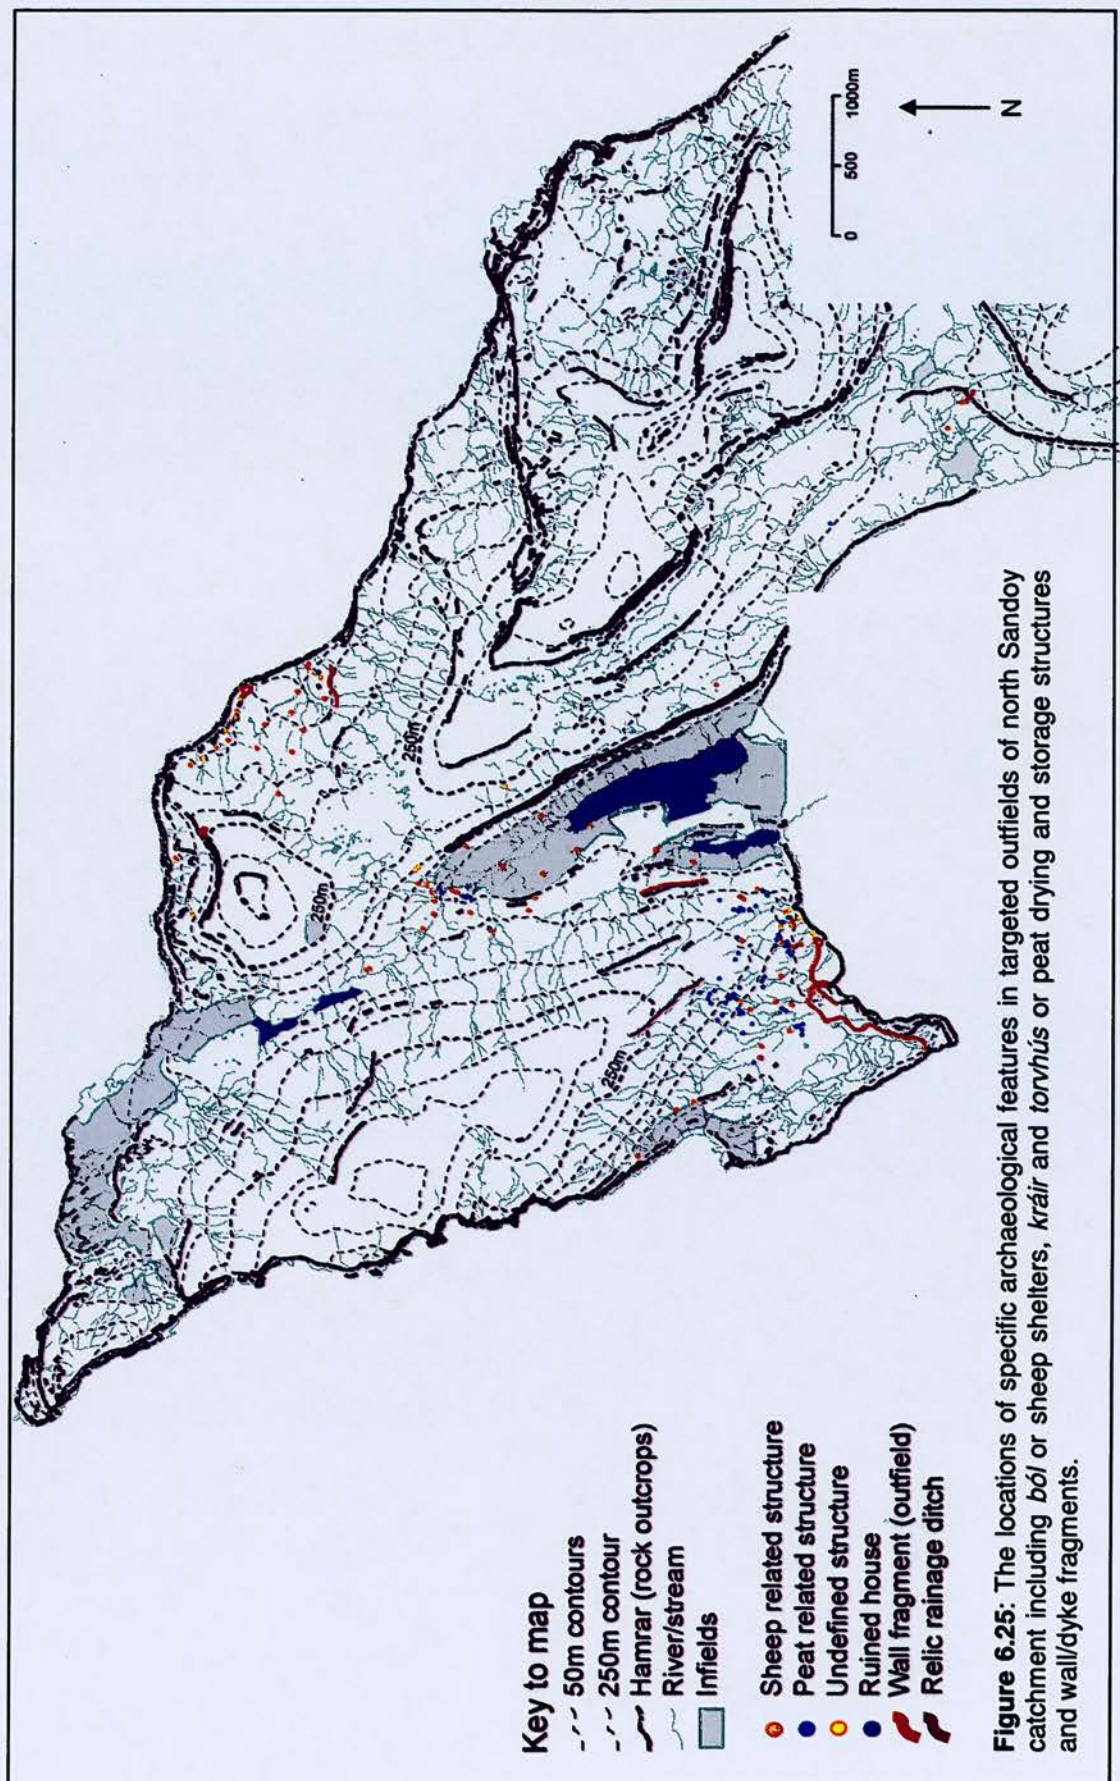 250m
250m
250m
0 500 1000m
N
Key to map
50m contours
250m contour
Hamrar (rock outcrops)
River/stream
Infields
Sheep related structure
Peat related structure
Undefined structure
Ruined house
Wall fragment (outfield)
Relic rainage ditch
Figure 6.25: The locations of specific archaeological features in targeted outfields of north Sandoy
catchment including ból or sheep shelters, kráir and torvhús or peat drying and storage structures
and wall/dyke fragments.